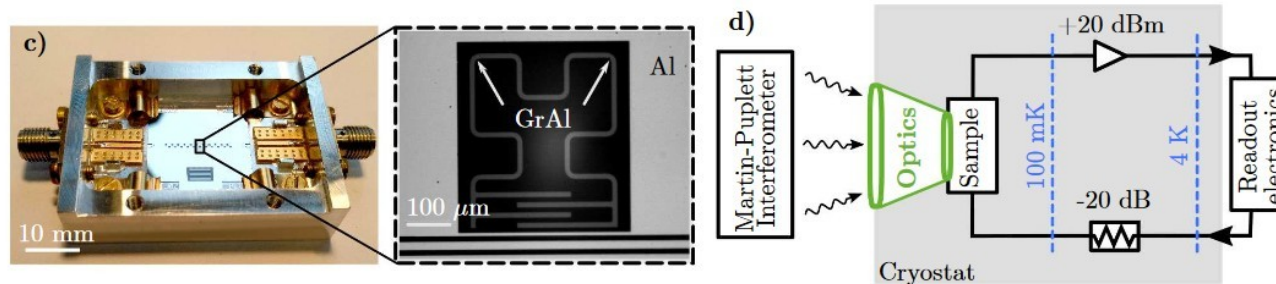 c)
10 mm
Al
GrAl
100 μm
d)
Martin-Puplett
Interferometer
Optics
Sample
100 mK
+20 dBm
-20 dB
4 K
Readout
electronics
Cryostat